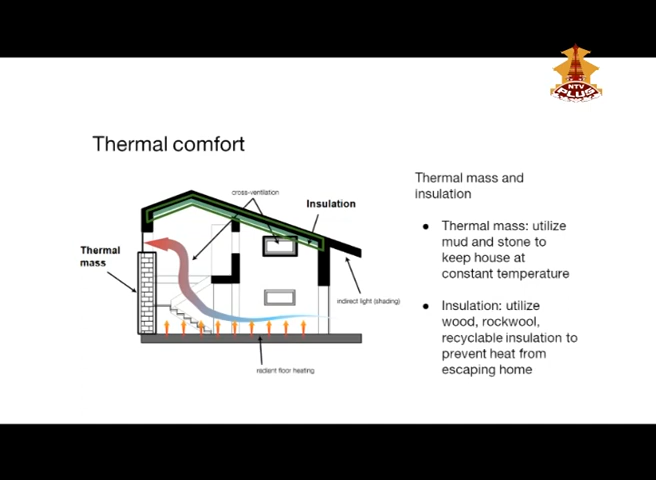 NTV
PLUS
Thermal comfort
Thermal mass and
insulation
cross-ventilation
Insulation
● Thermal mass: utilize
mud and stone to
keep house at
constant temperature
Thermal
mass
indirect light (shading)
● Insulation: utilize
wood, rockwool,
recyclable insulation to
prevent heat from
escaping home
radiant floor heating